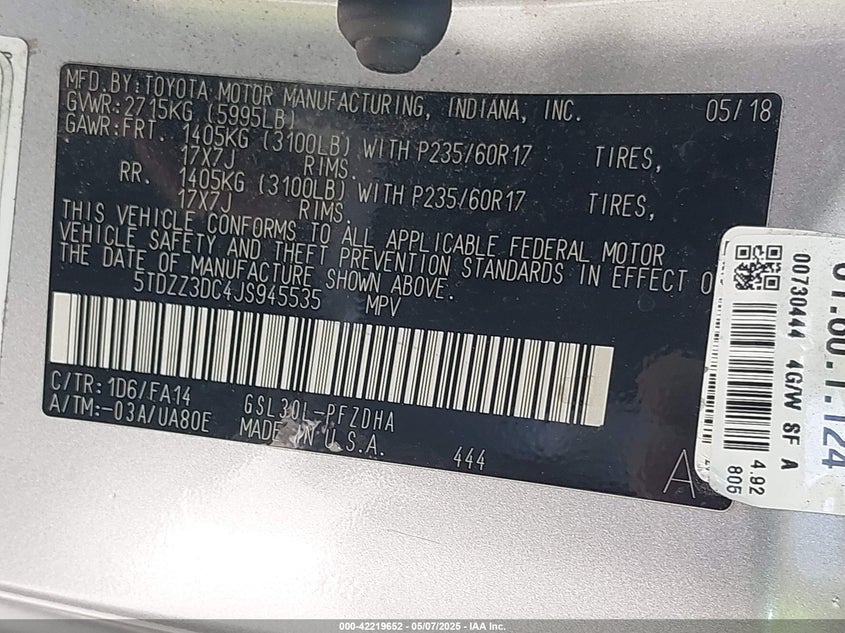 MFD. BY: TOYOTA MOTOR MANUFACTURING, INDIANA, INC. 05/18
GVWR: 2715KG (5995LB)
GAWR: FRT. 1405KG (3100LB) WITH P235/60R17 TIRES,
17X7J RIMS.
RR. 1405KG (3100LB) WITH P235/60R17 TIRES,
17X7J RIMS.
THIS VEHICLE CONFORMS TO ALL APPLICABLE FEDERAL MOTOR
VEHICLE SAFETY AND THEFT PREVENTION STANDARDS IN EFFECT O
THE DATE OF MANUFACTURE SHOWN ABOVE.
5TDZZ3DC4JS945535 MPV
C/TR: 1D6/FA14
A/TM: -03A/UA80E
GSL30L-PFZDHA
MADE IN U.S.A.
444
A
00730444 4G/W SF A
4.92
805
000-42219652 — 05/07/2025 — IAA Inc.